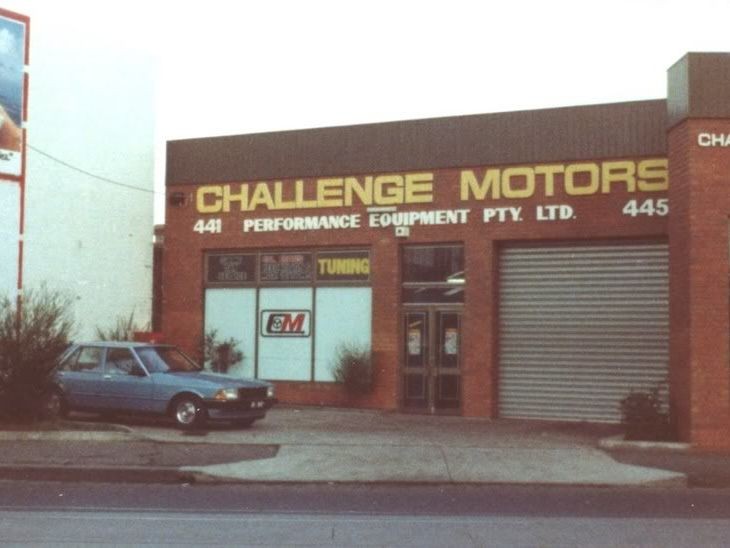 CHALLENGE MOTORS
CHA
441 PERFORMANCE EQUIPMENT PTY. LTD. 445
TUNING
CM